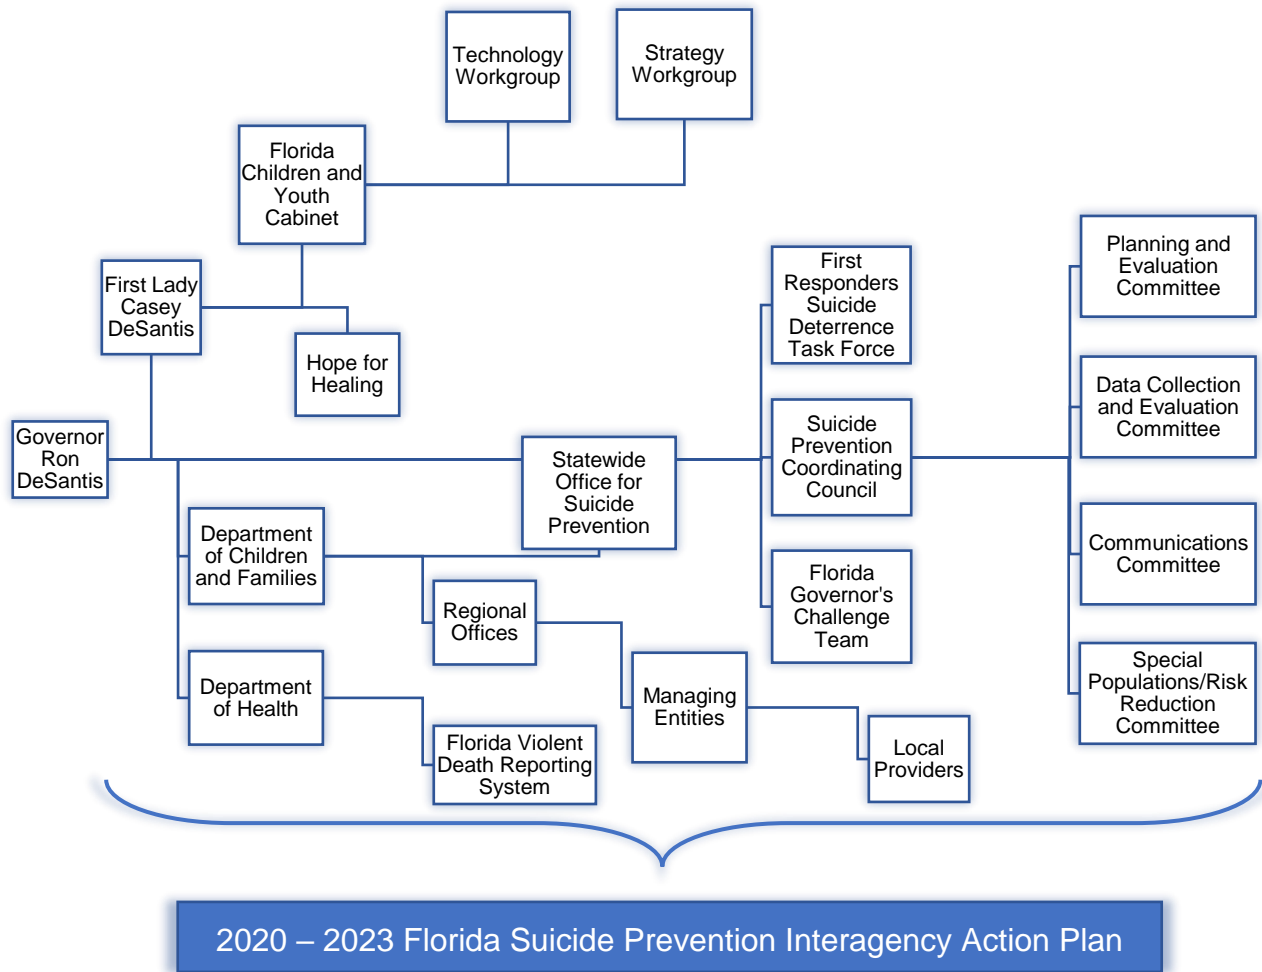 Technology
Workgroup
Strategy
Workgroup
Florida
Children and
Youth
Cabinet
First Lady
Casey
DeSantis
Hope for
Healing
Governor
Ron
DeSantis
Statewide
Office for
Suicide
Prevention
Department
of Children
and Families
Regional
Offices
Department
of Health
Florida Violent
Death Reporting
System
Managing
Entities
Local
Providers
First
Responders
Suicide
Deterrence
Task Force
Suicide
Prevention
Coordinating
Council
Florida
Governor's
Challenge
Team
Planning and
Evaluation
Committee
Data Collection
and Evaluation
Committee
Communications
Committee
Special
Populations/Risk
Reduction
Committee
2020 – 2023 Florida Suicide Prevention Interagency Action Plan